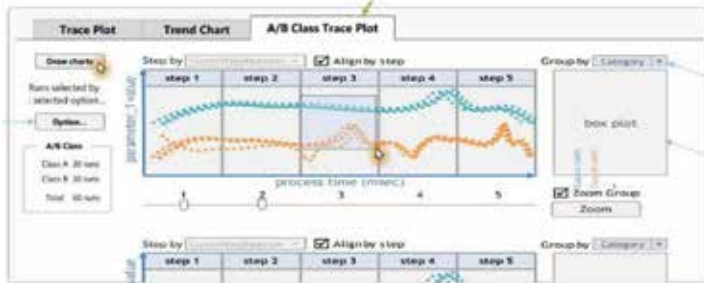 Trace Plot
Trend Chart
A/B Class Trace Plot
Draw charts
Runs selected by
selected option...
Option...
A/B Class
Class A 30 runs
Class B 30 runs
Total 60 runs
Step by
Align by step
Group by Category
step 1 step 2 step 3 step 4 step 5
parameter_1 value
process time (msec)
1 2 3 4 5
box plot
Zoom Group
Zoom
Step by
Align by step
Group by Category
step 1 step 2 step 3 step 4 step 5